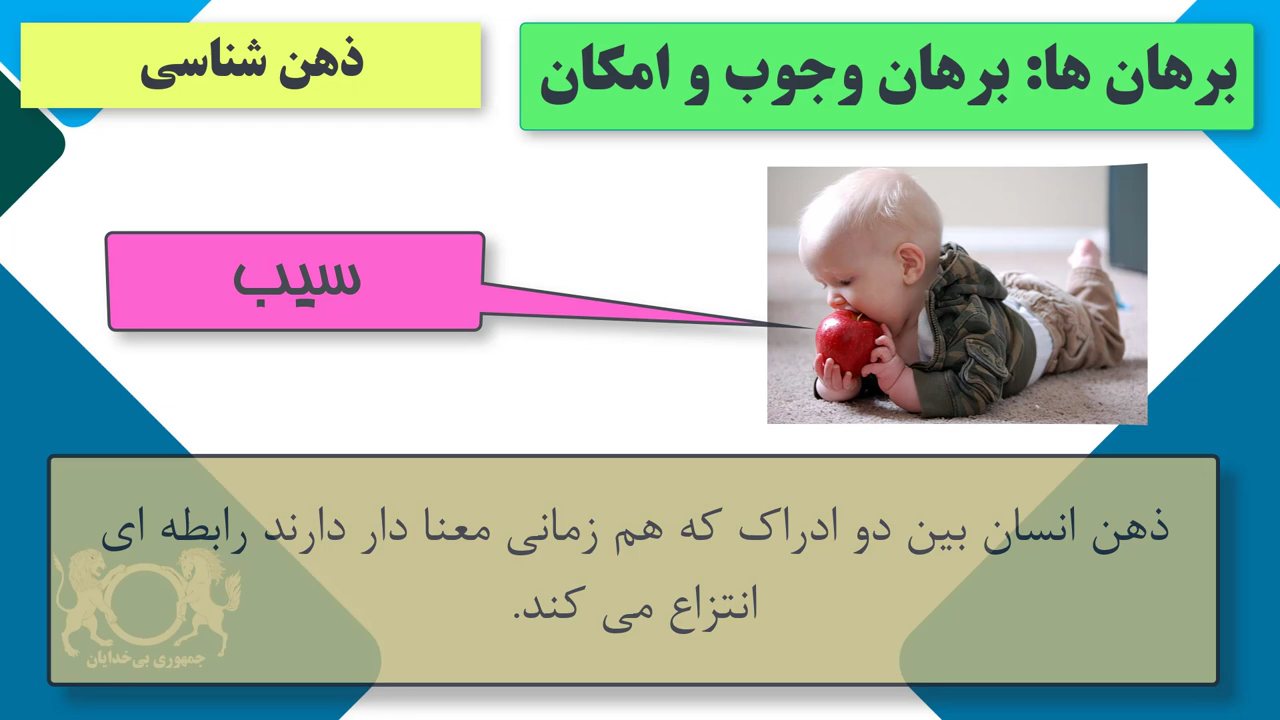 برهان ها: برهان وجوب و امکان
ذهن شناسی
سیب
ذهن انسان بین دو ادراک که هم زمانی معنا دار دارند رابطه ای
انتزاع می کند.
جمهوری بی‌خدایان